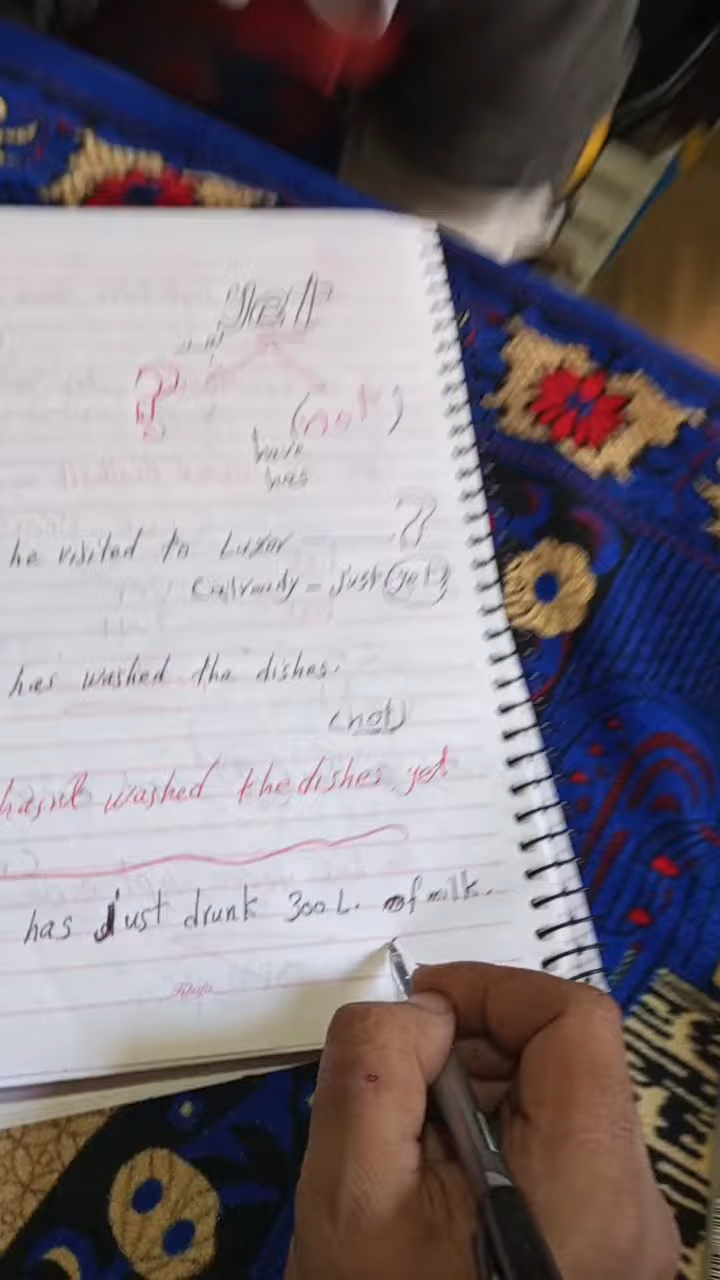 yet
?
(not)
have
has
he visited to Luxor ?
(already - just (yet)
has washed the dishes.
(not)
hasn't washed the dishes yet
has Just drunk 300 L. of milk.